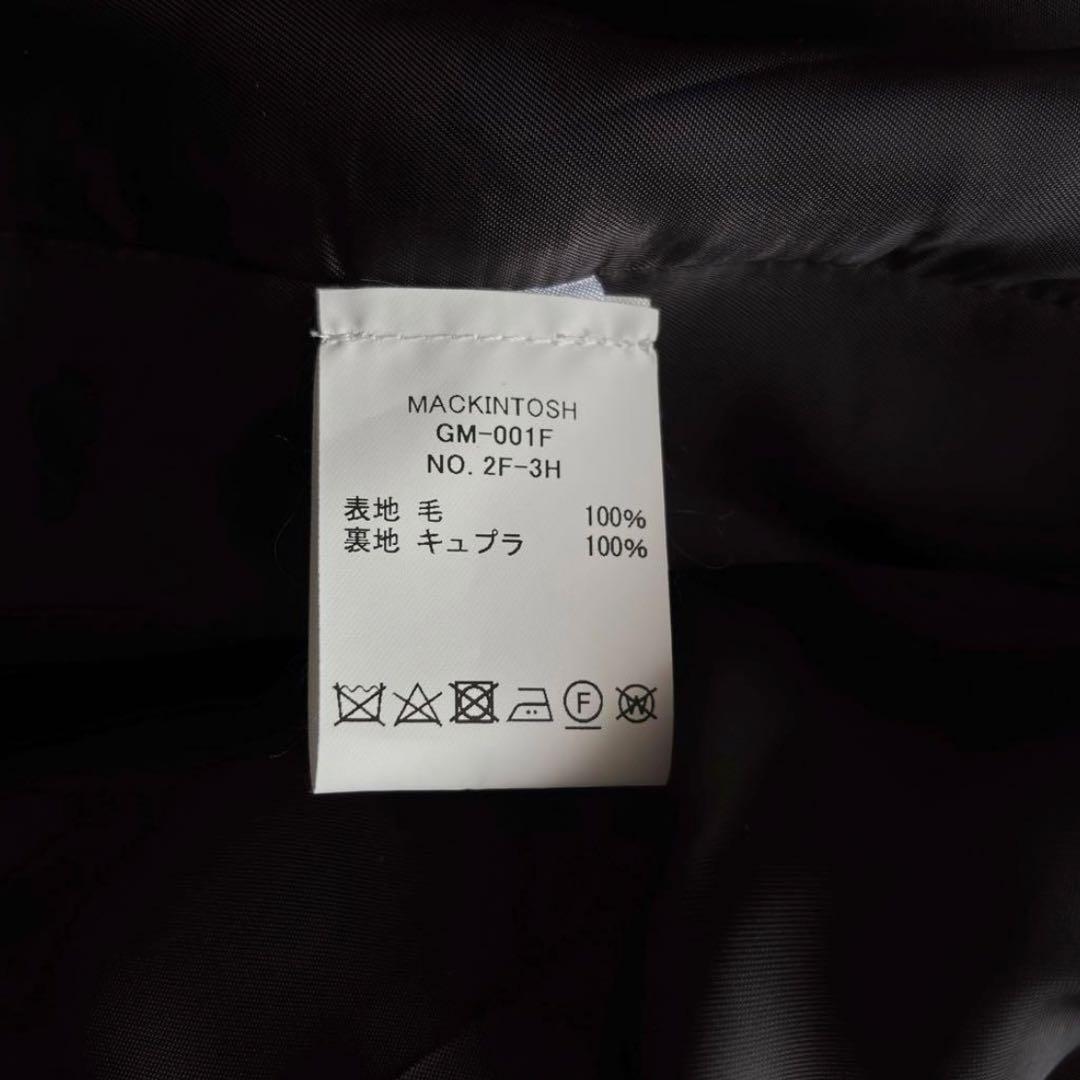 MACKINTOSH
GM-001F
NO. 2F-3H
表地 毛 100%
裏地 キュプラ 100%
F W